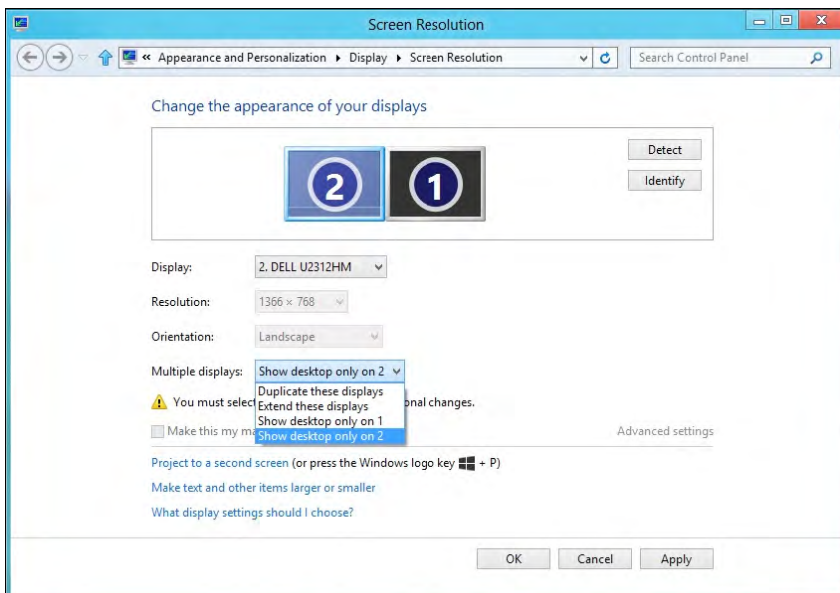 Screen Resolution
« Appearance and Personalization ▸ Display ▸ Screen Resolution
Search Control Panel
Change the appearance of your displays
2 1
Detect
Identify
Display: 2. DELL U2312HM
Resolution: 1366 × 768
Orientation: Landscape
Multiple displays: Show desktop only on 2
Duplicate these displays
Extend these displays
Show desktop only on 1
Show desktop only on 2
You must onal changes.
Make this my Advanced settings
Project to a second screen (or press the Windows logo key + P)
Make text and other items larger or smaller
What display settings should I choose?
OK Cancel Apply